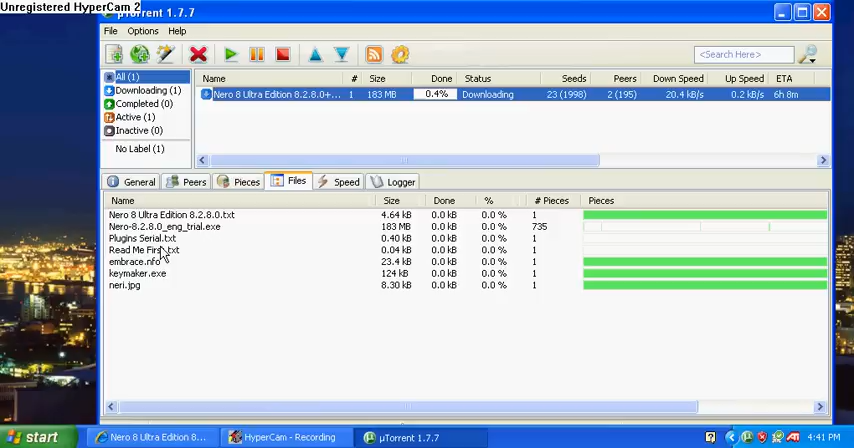 Unregistered HyperCam 2
µTorrent 1.7.7
File Options Help
<Search Here>
All (1)
Downloading (1)
Completed (0)
Active (1)
Inactive (0)
No Label (1)
Name # Size Done Status Seeds Peers Down Speed Up Speed ETA
Nero 8 Ultra Edition 8.2.8.0+... 1 183 MB 0.4% Downloading 23 (1998) 2 (195) 20.4 kB/s 0.2 kB/s 6h 8m
General Peers Pieces Files Speed Logger
Name Size Done % # Pieces Pieces
Nero 8 Ultra Edition 8.2.8.0.txt 4.64 kB 0.0 kB 0.0 % 1
Nero-8.2.8.0_eng_trial.exe 183 MB 0.0 kB 0.0 % 735
Plugins Serial.txt 0.40 kB 0.0 kB 0.0 % 1
Read Me First.txt 0.04 kB 0.0 kB 0.0 % 1
embrace.nfo 23.4 kB 0.0 kB 0.0 % 1
keymaker.exe 124 kB 0.0 kB 0.0 % 1
neri.jpg 8.30 kB 0.0 kB 0.0 % 1
start Nero 8 Ultra Edition 8... HyperCam - Recording µTorrent 1.7.7 ? ATI 4:41 PM